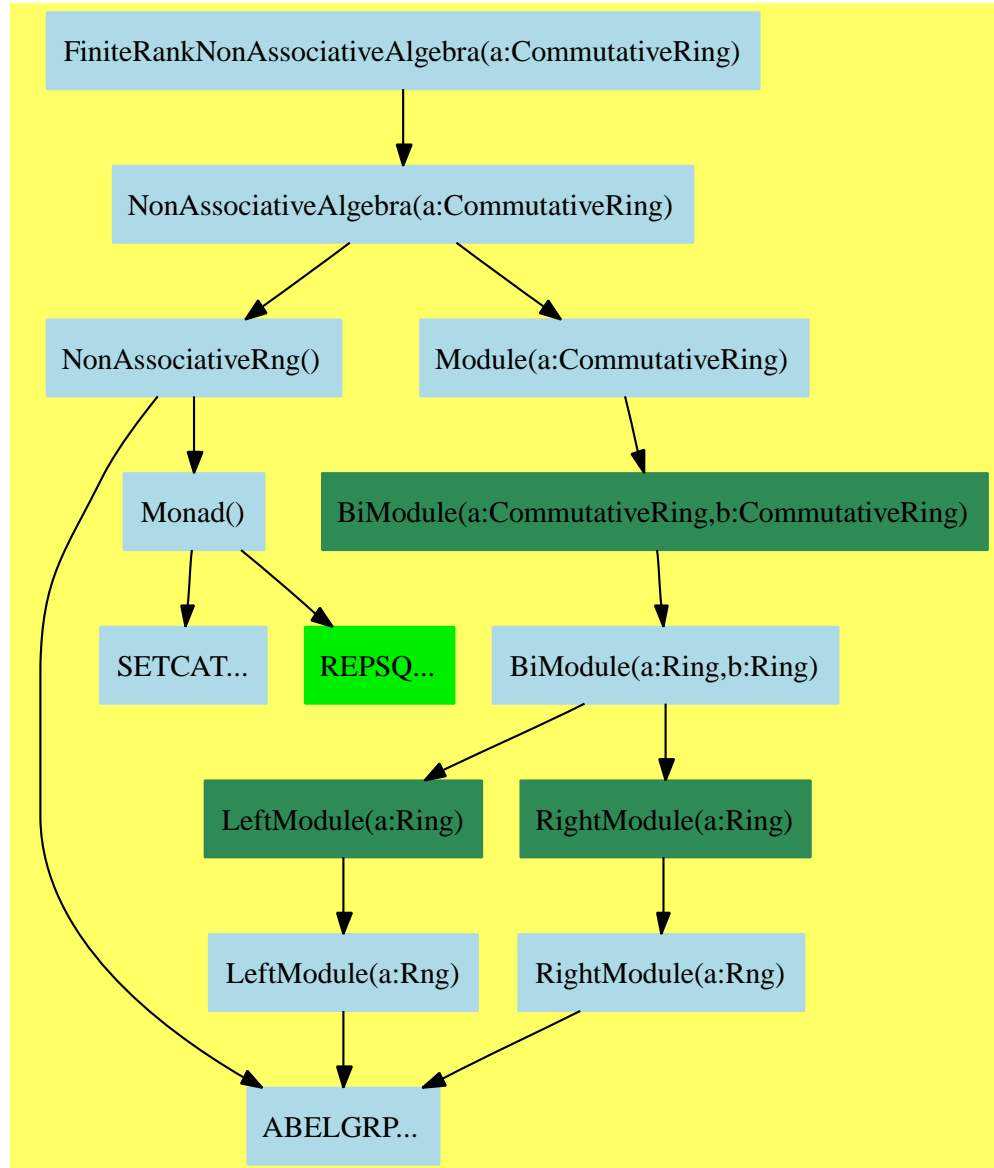 FiniteRankNonAssociativeAlgebra(a:CommutativeRing)
NonAssociativeAlgebra(a:CommutativeRing)
NonAssociativeRng()
Module(a:CommutativeRing)
Monad()
BiModule(a:CommutativeRing,b:CommutativeRing)
SETCAT...
REPSQ...
BiModule(a:Ring,b:Ring)
LeftModule(a:Ring)
RightModule(a:Ring)
LeftModule(a:Rng)
RightModule(a:Rng)
ABELGRP...